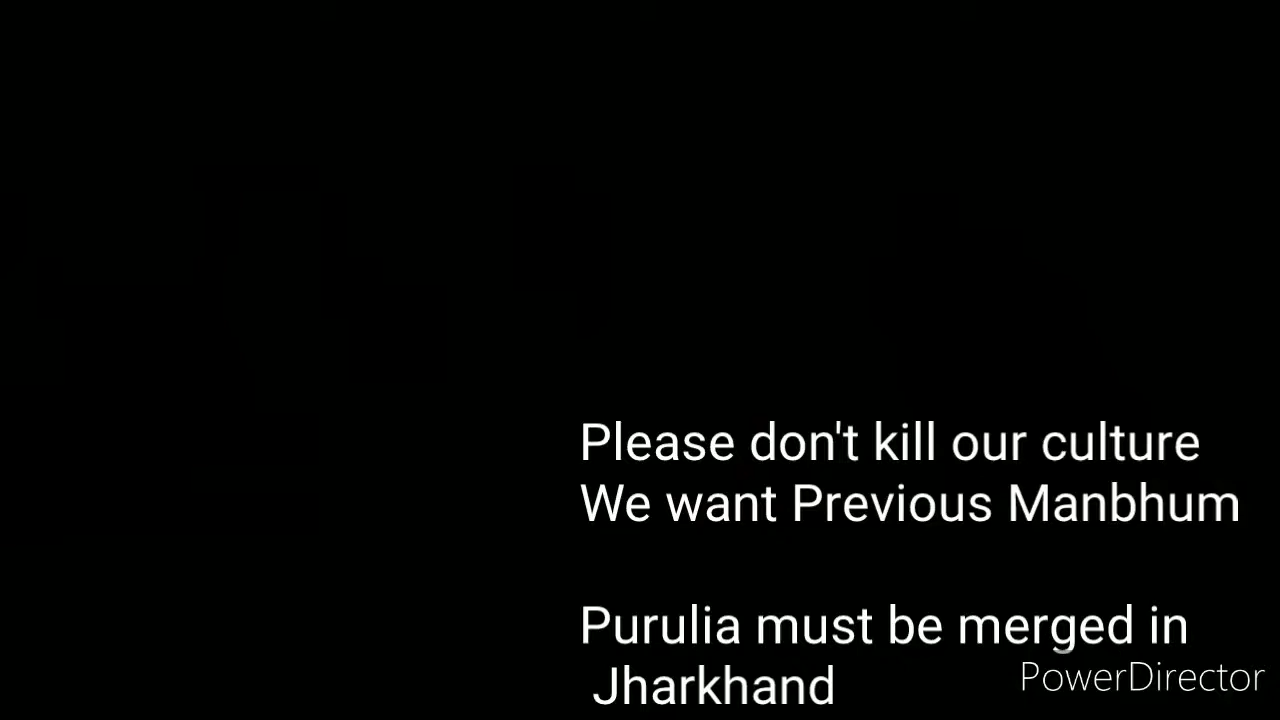 Please don't kill our culture
We want Previous Manbhum
Purulia must be merged in
Jharkhand
PowerDirector